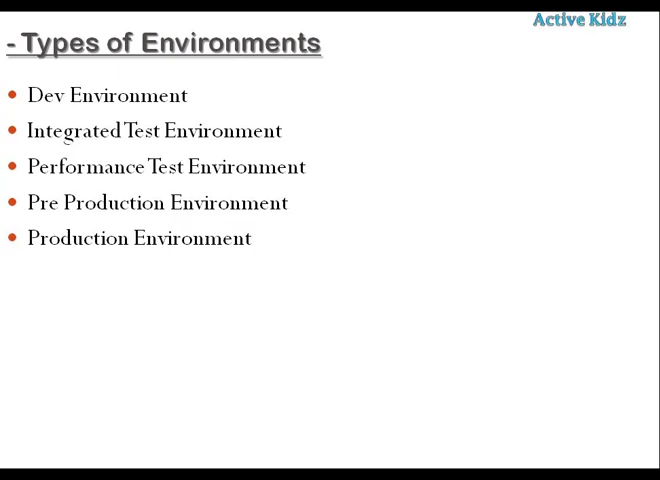 Active Kidz
- Types of Environments
Dev Environment
Integrated Test Environment
Performance Test Environment
Pre Production Environment
Production Environment